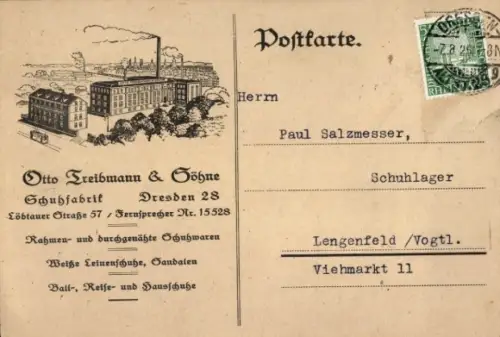 Postkarte.
Otto Treibmann & Söhne
Schuhfabrik Dresden 28
Löbtauer Straße 57 / Fernsprecher Nr. 15528
Rahmen- und durchgenähte Schuhwaren
Weiße Leinenschuhe, Sandalen
Ball-, Reise- und Hausschuhe
Herrn
Paul Salzmesser,
Schuhlager
Lengenfeld /Vogtl.
Viehmarkt 11